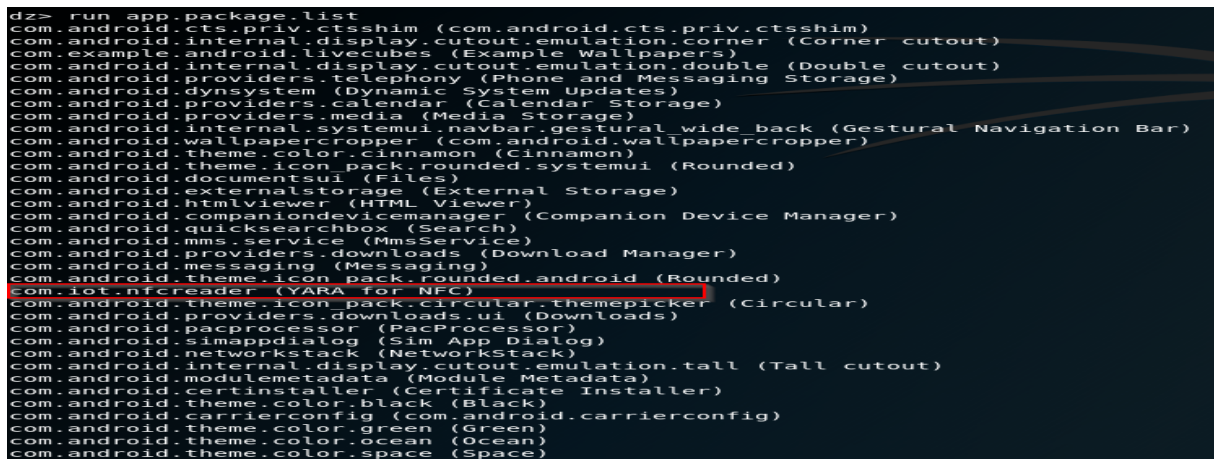 dz> run app.package.list
com.android.cts.priv.ctsshim (com.android.cts.priv.ctsshim)
com.android.internal.display.cutout.emulation.corner (Corner cutout)
com.example.android.livecubes (Example Wallpapers)
com.android.internal.display.cutout.emulation.double (Double cutout)
com.android.providers.telephony (Phone and Messaging Storage)
com.android.dynsystem (Dynamic System Updates)
com.android.providers.calendar (Calendar Storage)
com.android.providers.media (Media Storage)
com.android.internal.systemui.navbar.gestural_wide_back (Gestural Navigation Bar)
com.android.wallpapercropper (com.android.wallpapercropper)
com.android.theme.color.cinnamon (Cinnamon)
com.android.theme.icon_pack.rounded.systemui (Rounded)
com.android.documentsui (Files)
com.android.externalstorage (External Storage)
com.android.htmlviewer (HTML Viewer)
com.android.companiondevicemanager (Companion Device Manager)
com.android.quicksearchbox (Search)
com.android.mms.service (MmsService)
com.android.providers.downloads (Download Manager)
com.android.messaging (Messaging)
com.android.theme.icon_pack.rounded.android (Rounded)
com.iot.nfcreader (YARA for NFC)
com.android.theme.icon_pack.circular.themepicker (Circular)
com.android.providers.downloads.ui (Downloads)
com.android.pacprocessor (PacProcessor)
com.android.simappdialog (Sim App Dialog)
com.android.networkstack (NetworkStack)
com.android.internal.display.cutout.emulation.tall (Tall cutout)
com.android.modulemetadata (Module Metadata)
com.android.certinstaller (Certificate Installer)
com.android.theme.color.black (Black)
com.android.carrierconfig (com.android.carrierconfig)
com.android.theme.color.green (Green)
com.android.theme.color.ocean (Ocean)
com.android.theme.color.space (Space)